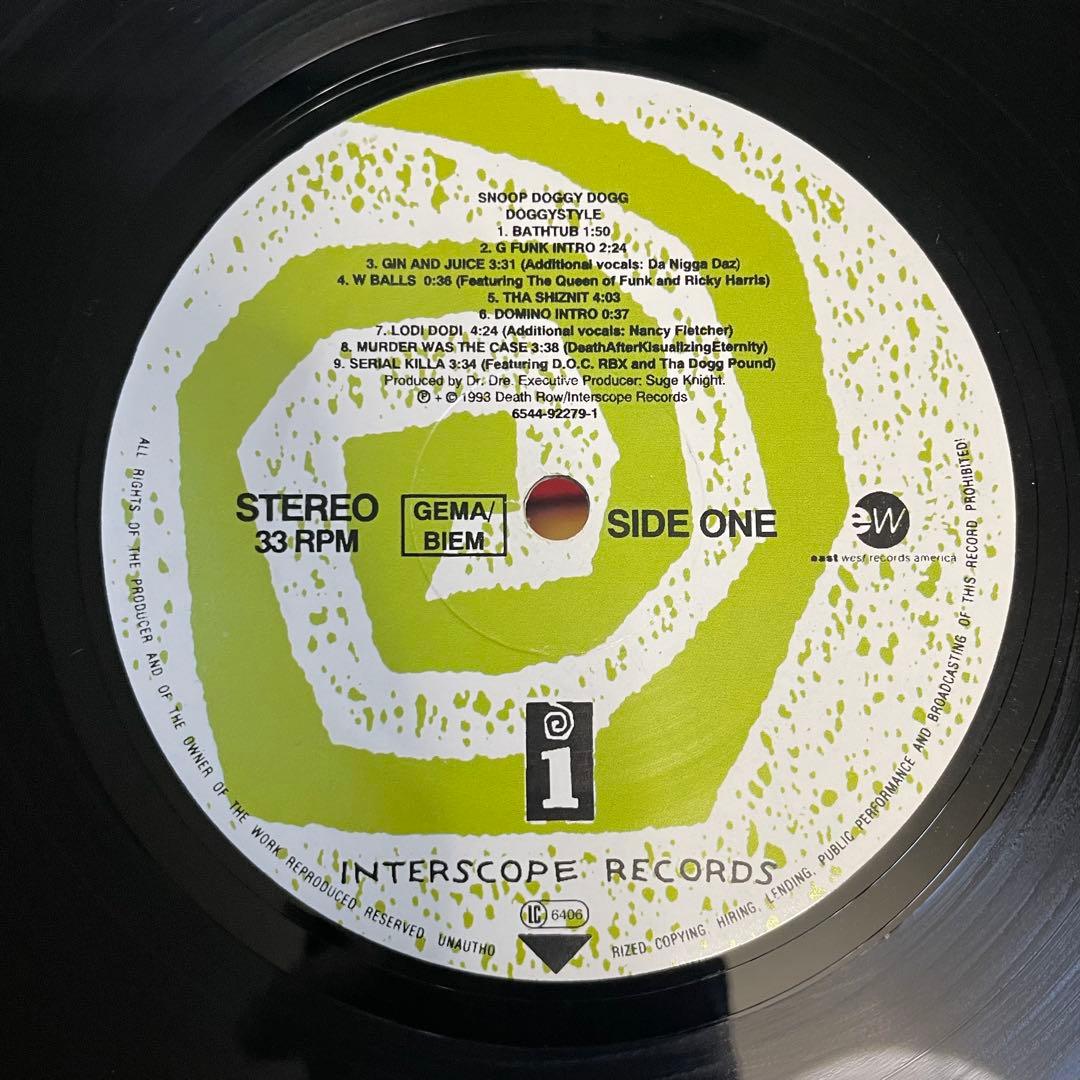 SNOOP DOGGY DOGG
DOGGYSTYLE
1. BATHTUB 1:50
2. G FUNK INTRO 2:24
3. GIN AND JUICE 3:31 (Additional vocals: Da Nigga Daz)
4. W BALLS 0:36 (Featuring The Queen of Funk and Ricky Harris)
5. THA SHIZNIT 4:03
6. DOMINO INTRO 0:37
7. LODI DODI 4:24 (Additional vocals: Nancy Fletcher)
8. MURDER WAS THE CASE 3:38 (DeathAfterKisualizingEternity)
9. SERIAL KILLA 3:34 (Featuring D.O.C. RBX and Tha Dogg Pound)
Produced by Dr. Dre. Executive Producer: Suge Knight.
℗ + © 1993 Death Row/Interscope Records
6544-92279-1
STEREO
33 RPM
GEMA/
BIEM
SIDE ONE
ew
east west records america
i
INTERSCOPE RECORDS
LC 6406
ALL RIGHTS OF THE PRODUCER AND OF THE OWNER OF THE WORK REPRODUCED RESERVED UNAUTHO
RIZED COPYING, HIRING, LENDING, PUBLIC PERFORMANCE AND BROADCASTING OF THIS RECORD PROHIBITED!